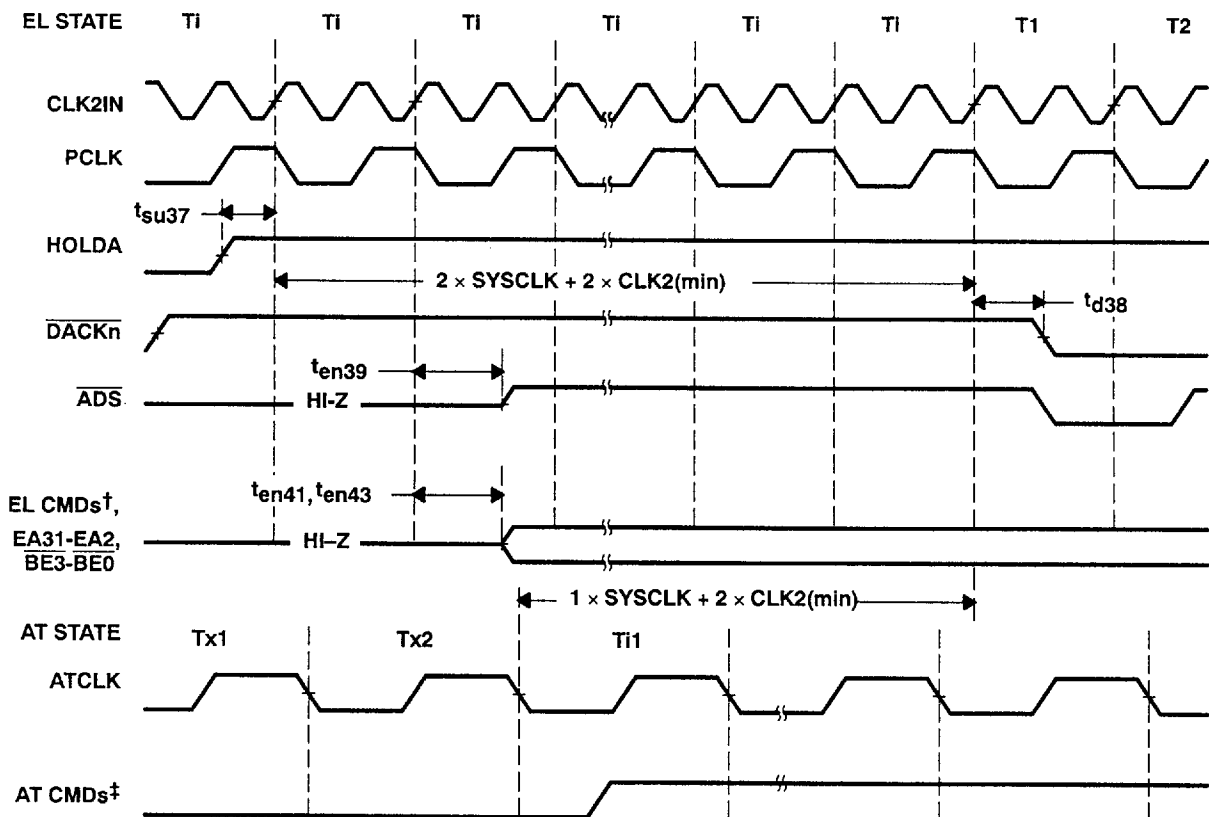 EL STATE Ti Ti Ti Ti Ti Ti T1 T2
CLK2IN
PCLK
tsu37
HOLDA
2 × SYSCLK + 2 × CLK2(min)
td38
DACKn
ten39
ADS HI-Z
ten41, ten43
EL CMDs†,
EA31-EA2,
BE3-BE0
HI–Z
1 × SYSCLK + 2 × CLK2(min)
AT STATE Tx1 Tx2 Ti1
ATCLK
AT CMDs‡